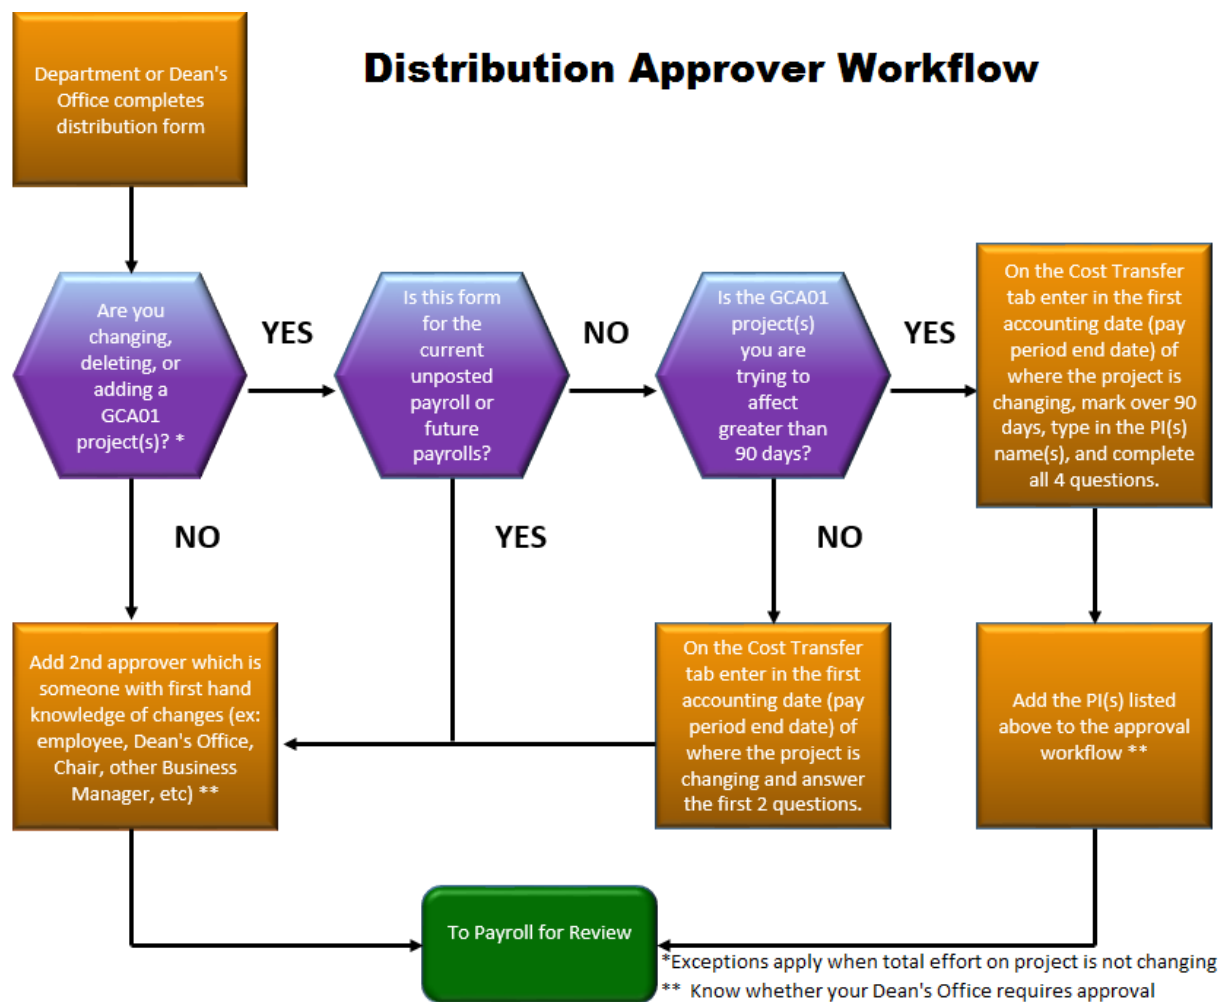 Distribution Approver Workflow
Department or Dean's
Office completes
distribution form
Are you
changing,
deleting, or
adding a
GCA01
project(s)? *
YES
Is this form
for the
current
unposted
payroll or
future
payrolls?
NO
Is the GCA01
project(s)
you are
trying to
affect
greater than
90 days?
YES
On the Cost Transfer
tab enter in the first
accounting date (pay
period end date) of
where the project is
changing, mark over 90
days, type in the PI(s)
name(s), and complete
all 4 questions.
NO
YES
NO
Add 2nd approver which is
someone with first hand
knowledge of changes (ex:
employee, Dean's Office,
Chair, other Business
Manager, etc) **
On the Cost Transfer
tab enter in the first
accounting date (pay
period end date) of
where the project is
changing and answer
the first 2 questions.
Add the PI(s) listed
above to the approval
workflow **
To Payroll for Review
*Exceptions apply when total effort on project is not changing
** Know whether your Dean's Office requires approval